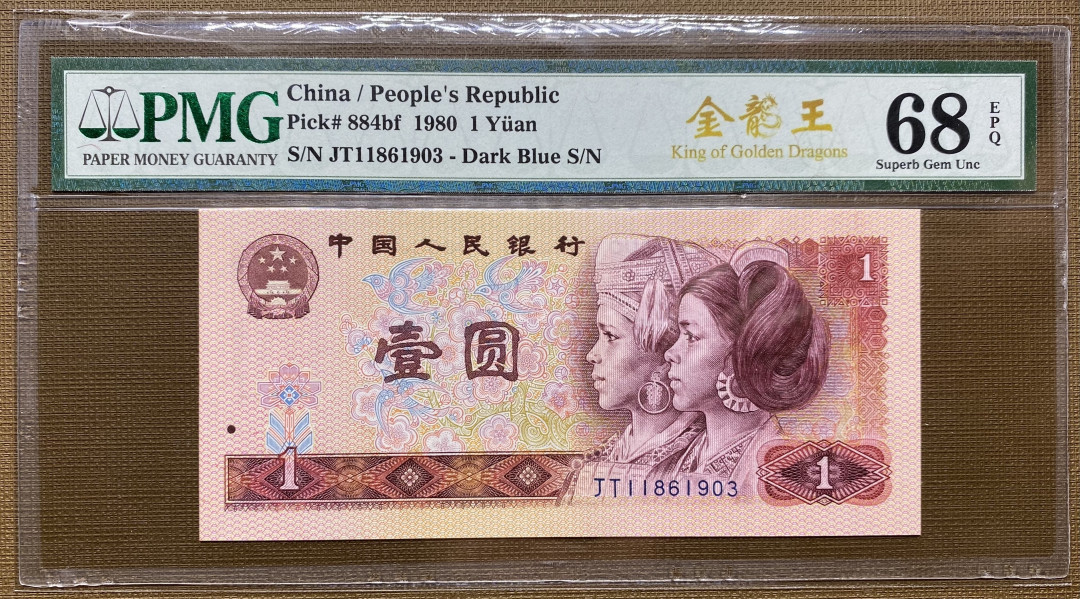 PMG
PAPER MONEY GUARANTY
China / People's Republic
Pick# 884bf 1980 1 Yüan
S/N JT11861903 - Dark Blue S/N
金龍王
King of Golden Dragons
68
EPQ
Superb Gem Unc
中国人民银行
1
壹圆
1
JT11861903
1